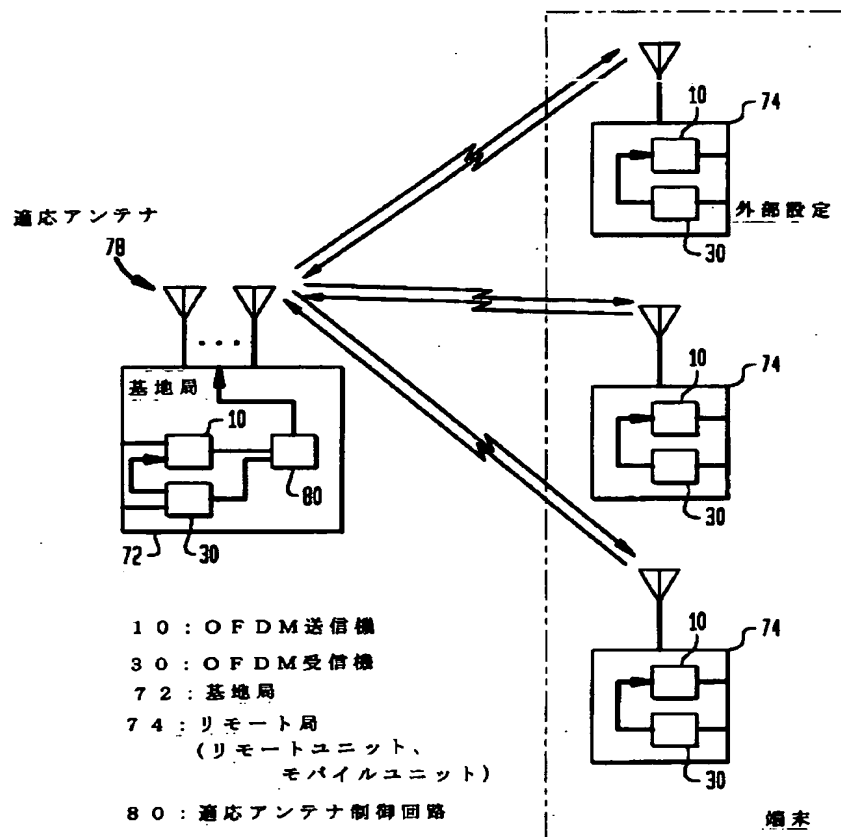 10
74
外部設定
30
適応アンテナ
78
基地局
10
80
72
30
10
74
30
10
74
30
10:OFDM送信機
30:OFDM受信機
72:基地局
74:リモート局
(リモートユニット、
モバイルユニット)
80:適応アンテナ制御回路
端末